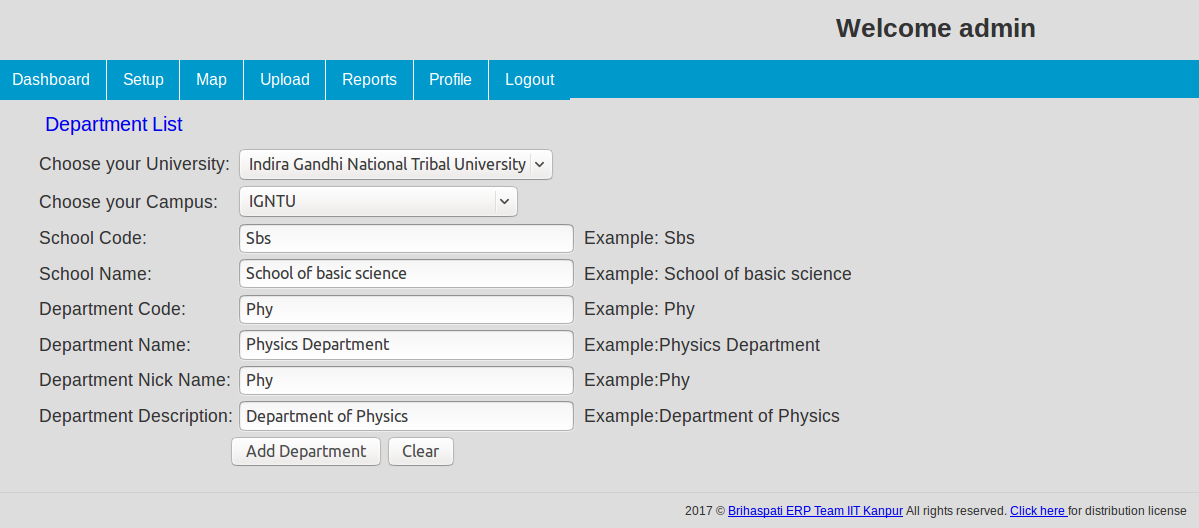 Welcome admin
Dashboard Setup Map Upload Reports Profile Logout
Department List
Choose your University: Indira Gandhi National Tribal University
Choose your Campus: IGNTU
School Code: Sbs Example: Sbs
School Name: School of basic science Example: School of basic science
Department Code: Phy Example: Phy
Department Name: Physics Department Example:Physics Department
Department Nick Name: Phy Example:Phy
Department Description: Department of Physics Example:Department of Physics
Add Department Clear
2017 © Brihaspati ERP Team IIT Kanpur All rights reserved. Click here for distribution license